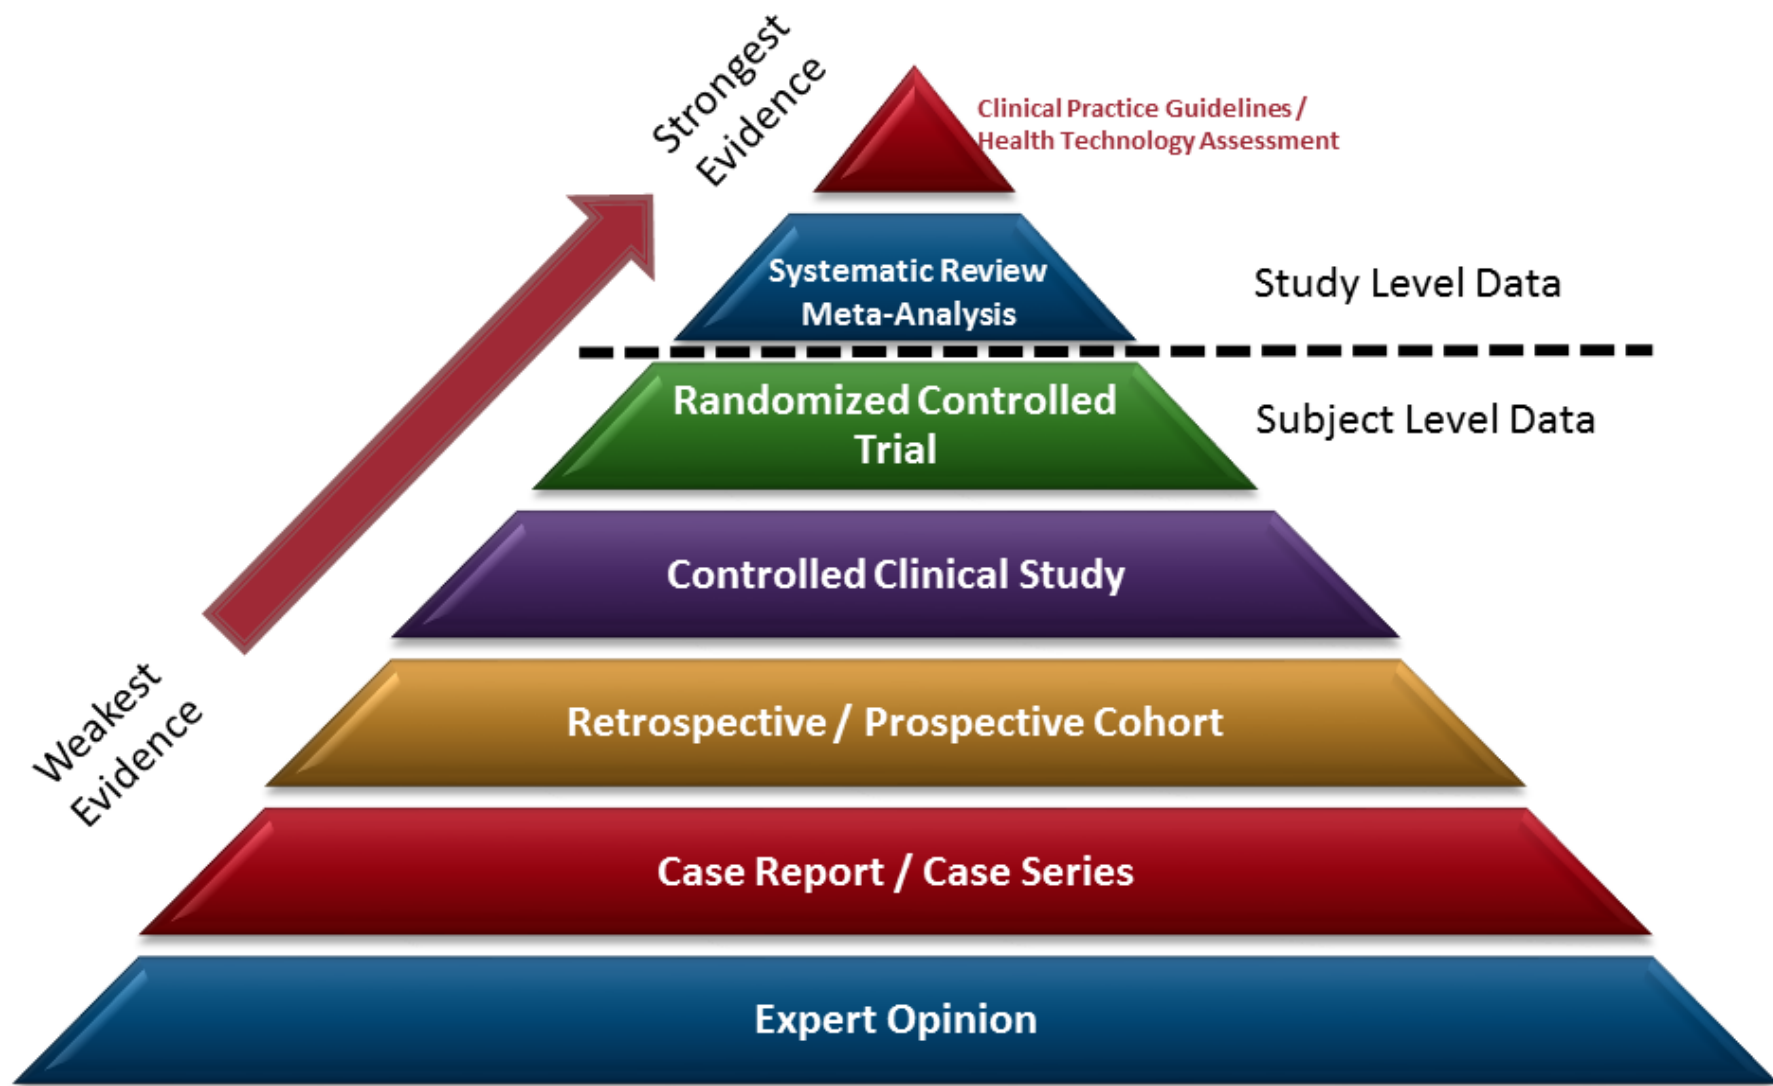 Strongest
Evidence
Clinical Practice Guidelines /
Health Technology Assessment
Systematic Review
Meta-Analysis
Study Level Data
Randomized Controlled
Trial
Subject Level Data
Controlled Clinical Study
Weakest
Evidence
Retrospective / Prospective Cohort
Case Report / Case Series
Expert Opinion